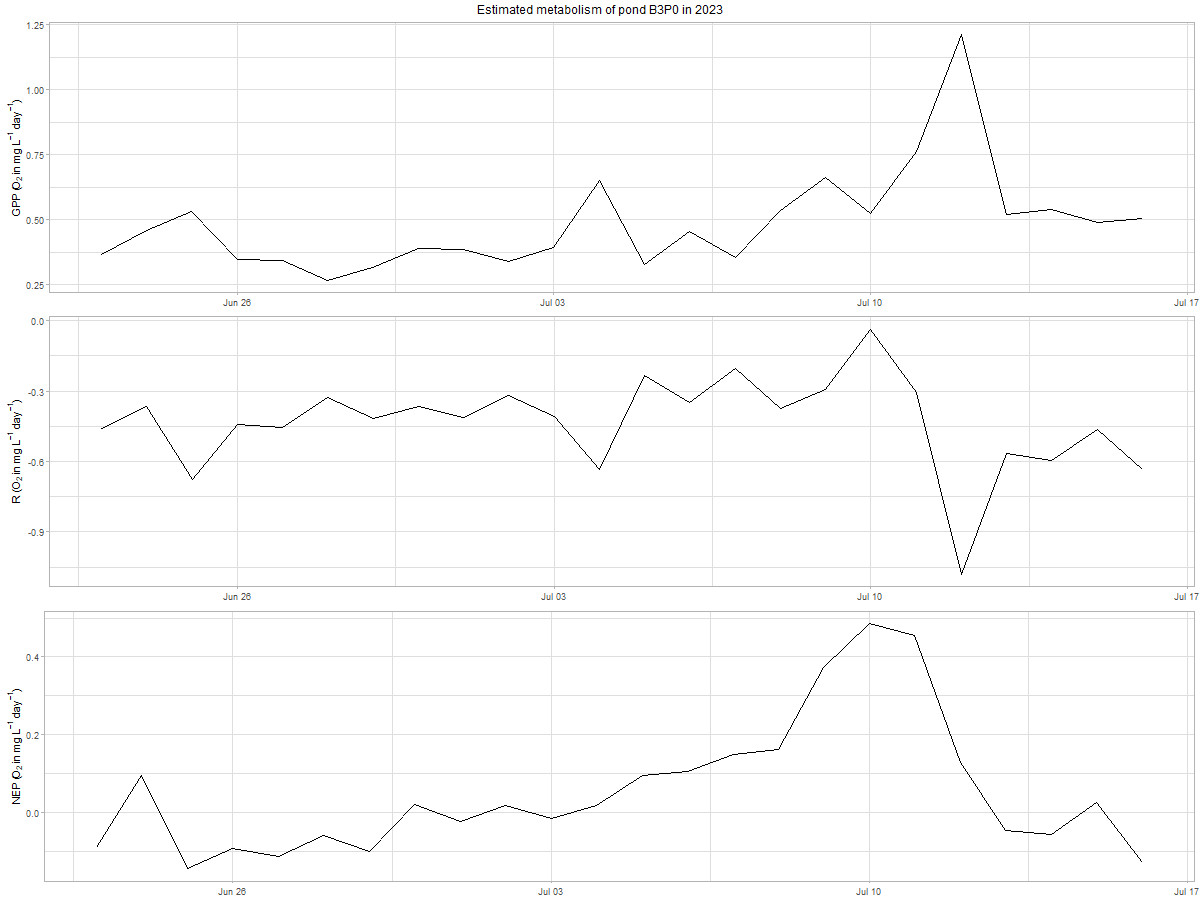 Estimated metabolism of pond B3P0 in 2023
GPP (O₂ in mg L⁻¹ day⁻¹)
1.25
1.00
0.75
0.50
0.25
Jun 26 Jul 03 Jul 10 Jul 17
R (O₂ in mg L⁻¹ day⁻¹)
0.0
-0.3
-0.6
-0.9
Jun 26 Jul 03 Jul 10 Jul 17
NEP (O₂ in mg L⁻¹ day⁻¹)
0.4
0.2
0.0
Jun 26 Jul 03 Jul 10 Jul 17